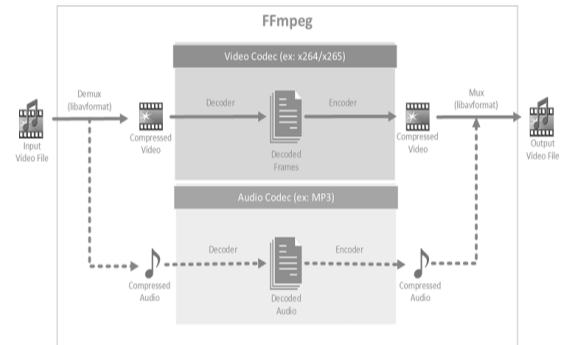 FFmpeg
Video Codec (ex: x264/x265)
Demux
(libavformat)
Decoder
Encoder
Mux
(libavformat)
Input
Video File
Compressed
Video
Decoded
Frames
Compressed
Video
Output
Video File
Audio Codec (ex: MP3)
Decoder
Encoder
Compressed
Audio
Decoded
Audio
Compressed
Audio